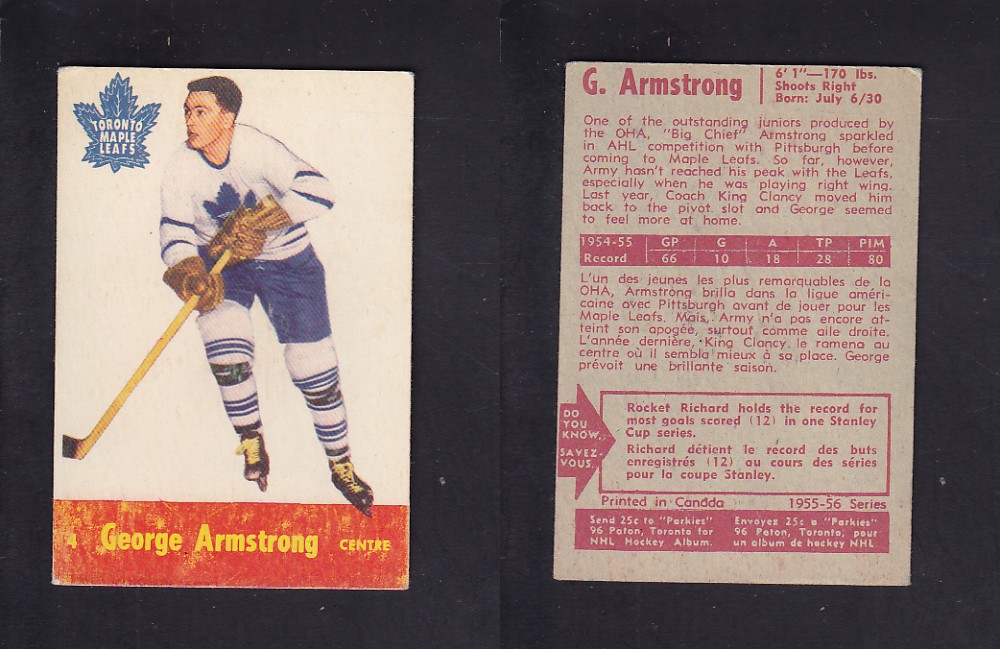 TORONTO
MAPLE
LEAFS
4 George Armstrong CENTRE
G. Armstrong
6' 1"—170 lbs.
Shoots Right
Born: July 6/30
One of the outstanding juniors produced by
the OHA, "Big Chief" Armstrong sparkled
in AHL competition with Pittsburgh before
coming to Maple Leafs. So far, however,
Army hasn't reached his peak with the Leafs,
especially when he was playing right wing.
Last year, Coach King Clancy moved him
back to the pivot slot and George seemed
to feel more at home.
1954-55 GP G A TP PIM
Record 66 10 18 28 80
L'un des jeunes les plus remarquables de la
OHA, Armstrong brilla dans la ligue améri-
caine avec Pittsburgh avant de jouer pour les
Maple Leafs. Mais, Army n'a pas encore at-
teint son apogée, surtout comme aile droite.
L'année dernière, King Clancy le ramena au
centre où il sembla mieux à sa place. George
prévoit une brillante saison.
DO
YOU
KNOW,
SAVEZ-
VOUS,
Rocket Richard holds the record for
most goals scored (12) in one Stanley
Cup series.
Richard détient le record des buts
enregistrés (12) au cours des séries
pour la coupe Stanley.
Printed in Canada 1955-56 Series
Send 25c to "Parkies"
96 Paton, Toronto for
NHL Hockey Album.
Envoyez 25c a "Parkies"
96 Paton, Toronto, pour
un album de hockey NHL